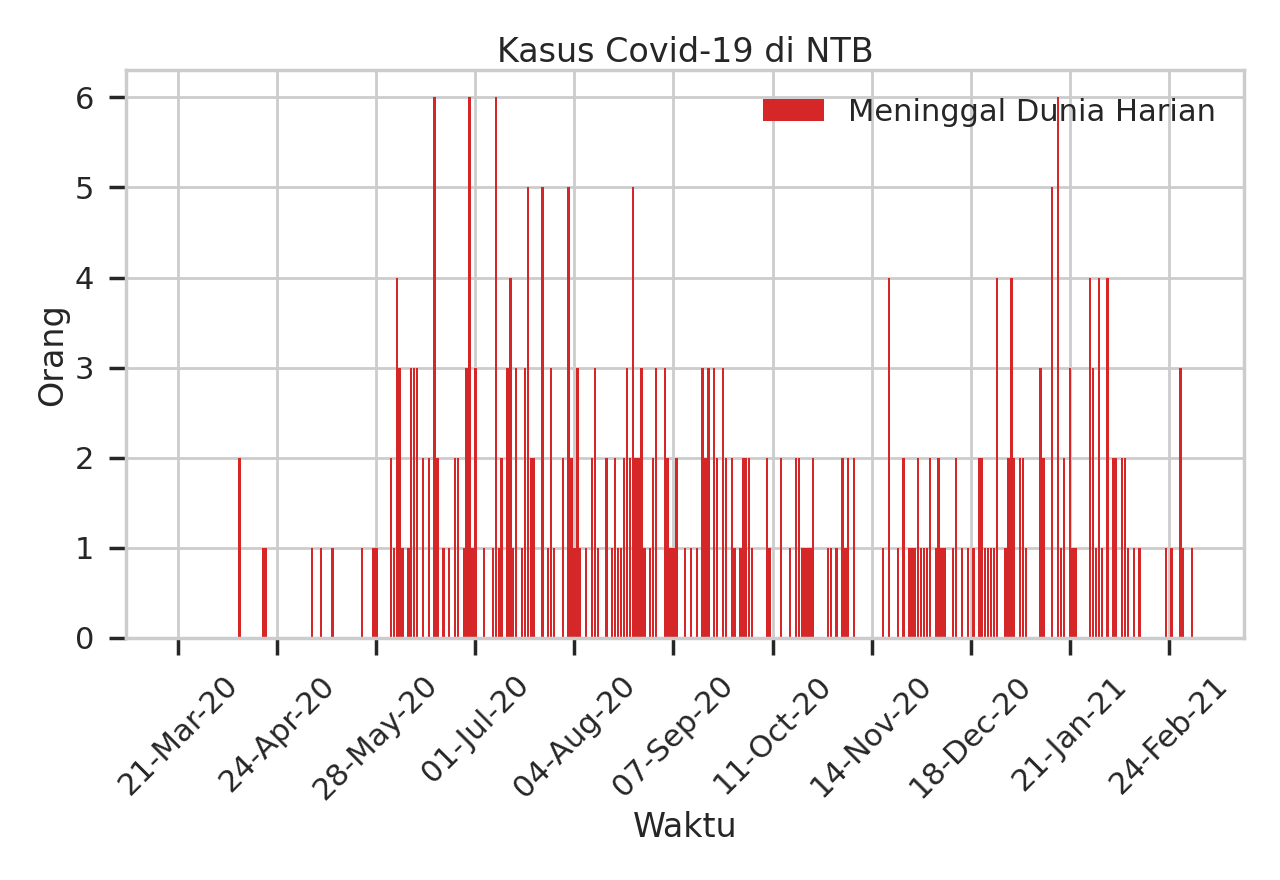 Kasus Covid-19 di NTB
Meninggal Dunia Harian
Orang
6
5
4
3
2
1
0
21-Mar-20
24-Apr-20
28-May-20
01-Jul-20
04-Aug-20
07-Sep-20
11-Oct-20
14-Nov-20
18-Dec-20
21-Jan-21
24-Feb-21
Waktu